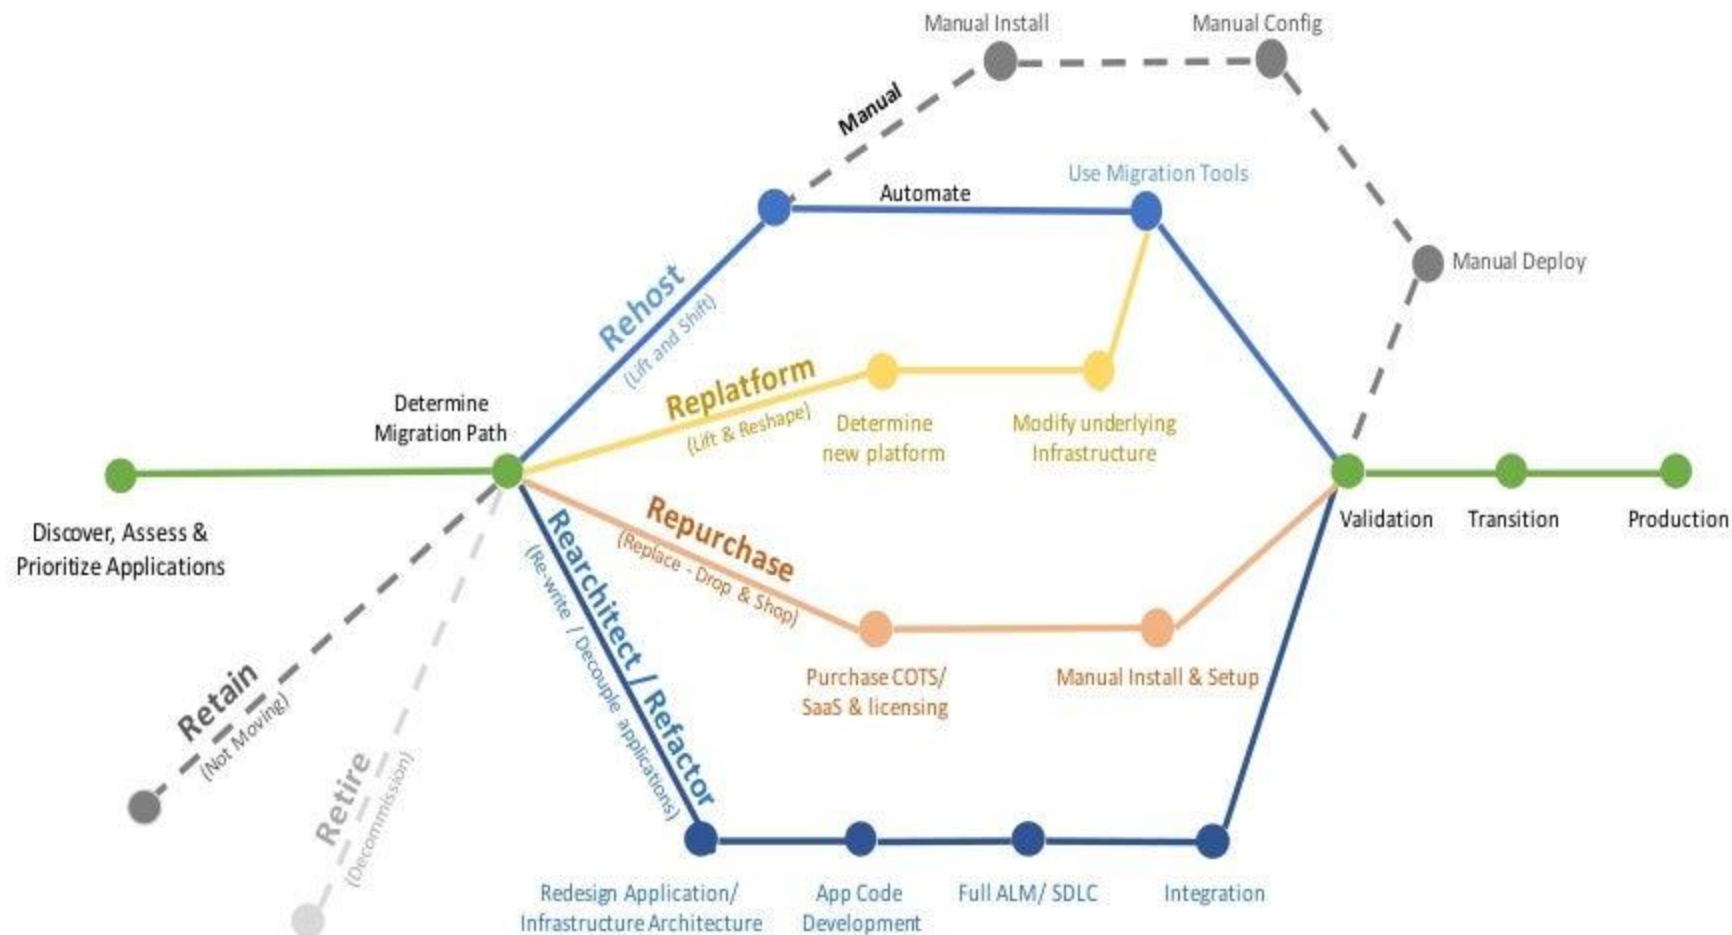 Manual Install
Manual Config
Manual
Use Migration Tools
Automate
Manual Deploy
Rehost
(Lift and Shift)
Replatform
(Lift & Reshape)
Determine
Migration Path
Determine
new platform
Modify underlying
Infrastructure
Discover, Assess &
Prioritize Applications
Repurchase
(Replace - Drop & Shop)
Validation
Transition
Production
Rearchitect / Refactor
(Re-write / Decouple applications)
Retain
(Not Moving)
Purchase COTS/
SaaS & licensing
Manual Install & Setup
Retire
(Decommission)
Redesign Application/
Infrastructure Architecture
App Code
Development
Full ALM/ SDLC
Integration